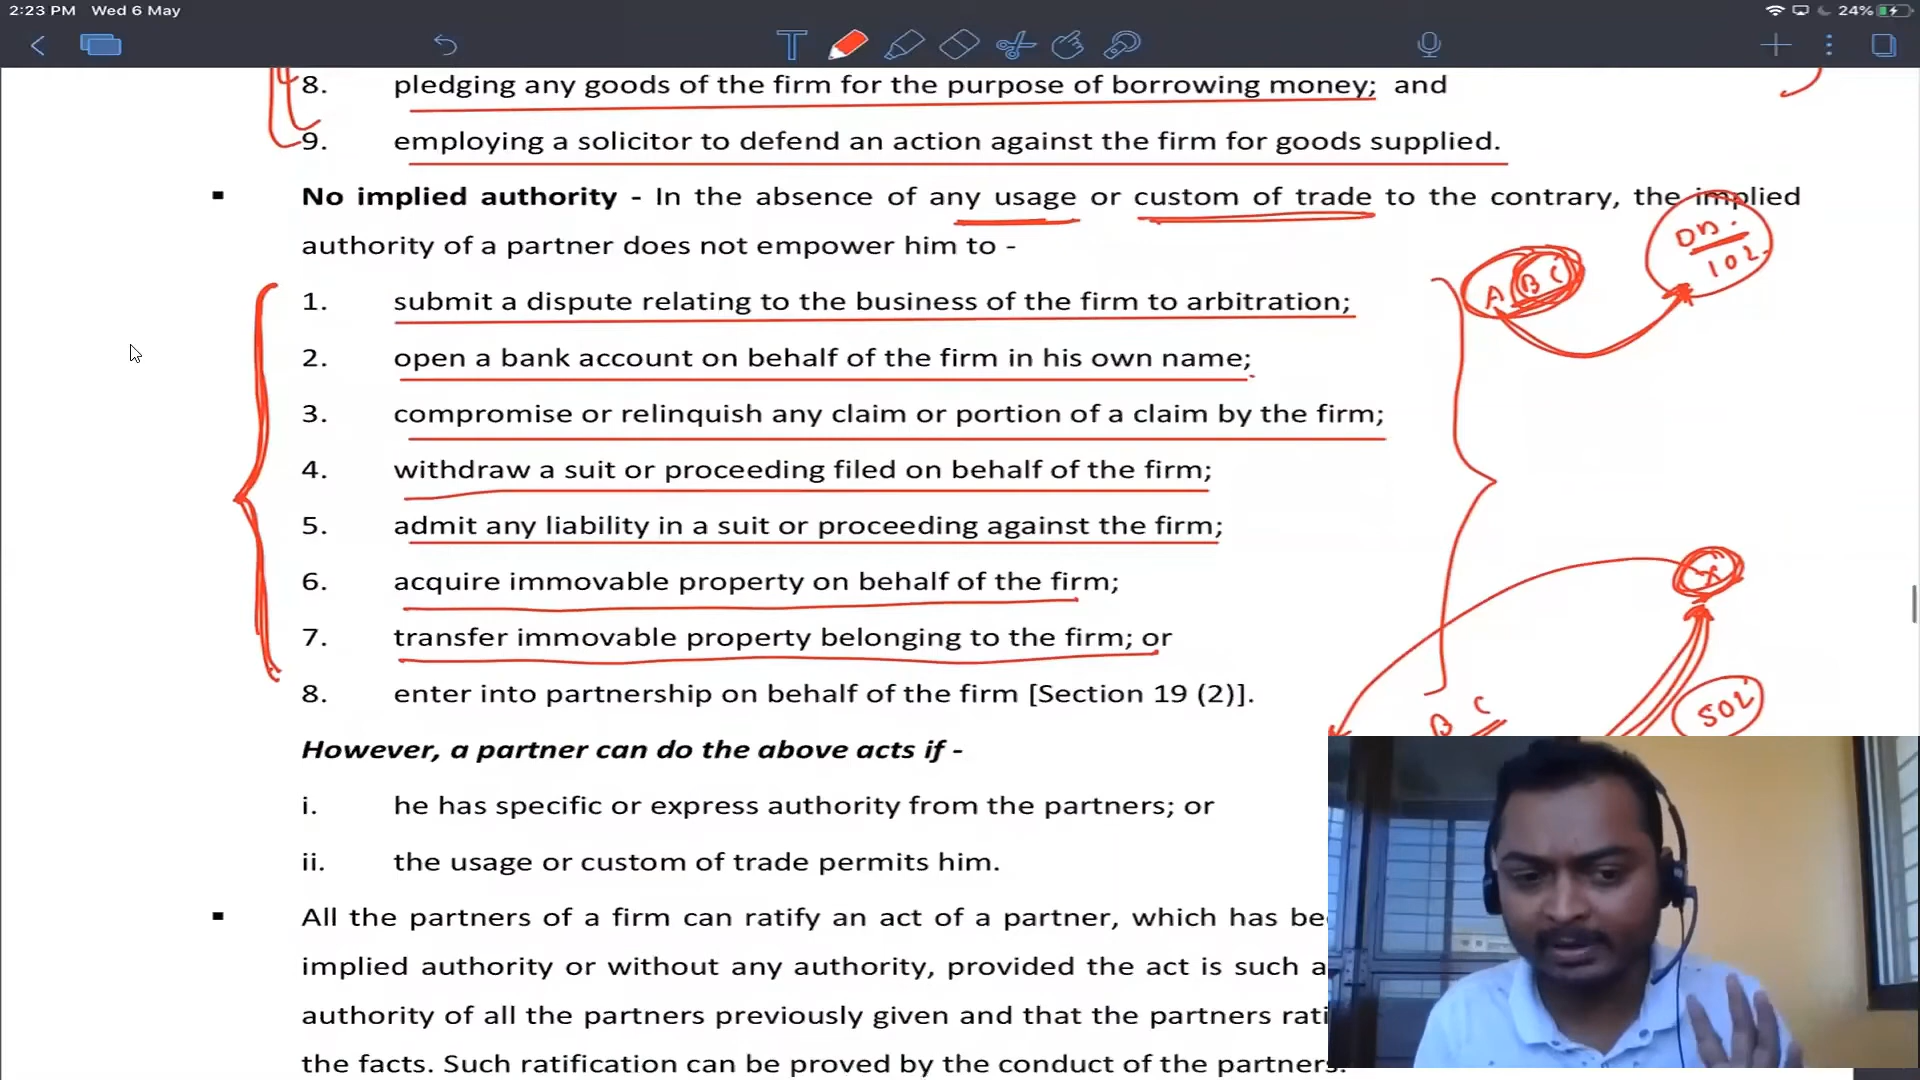 2:23 PM Wed 6 May
24%
8. pledging any goods of the firm for the purpose of borrowing money; and
9. employing a solicitor to defend an action against the firm for goods supplied.
▪ No implied authority - In the absence of any usage or custom of trade to the contrary, the implied
authority of a partner does not empower him to -
1. submit a dispute relating to the business of the firm to arbitration;
A B C
102
2. open a bank account on behalf of the firm in his own name;
3. compromise or relinquish any claim or portion of a claim by the firm;
4. withdraw a suit or proceeding filed on behalf of the firm;
5. admit any liability in a suit or proceeding against the firm;
6. acquire immovable property on behalf of the firm;
X
7. transfer immovable property belonging to the firm; or
8. enter into partnership on behalf of the firm [Section 19 (2)].
B C
50L
However, a partner can do the above acts if -
i. he has specific or express authority from the partners; or
ii. the usage or custom of trade permits him.
▪ All the partners of a firm can ratify an act of a partner, which has be
implied authority or without any authority, provided the act is such a
authority of all the partners previously given and that the partners rati
the facts. Such ratification can be proved by the conduct of the partners.